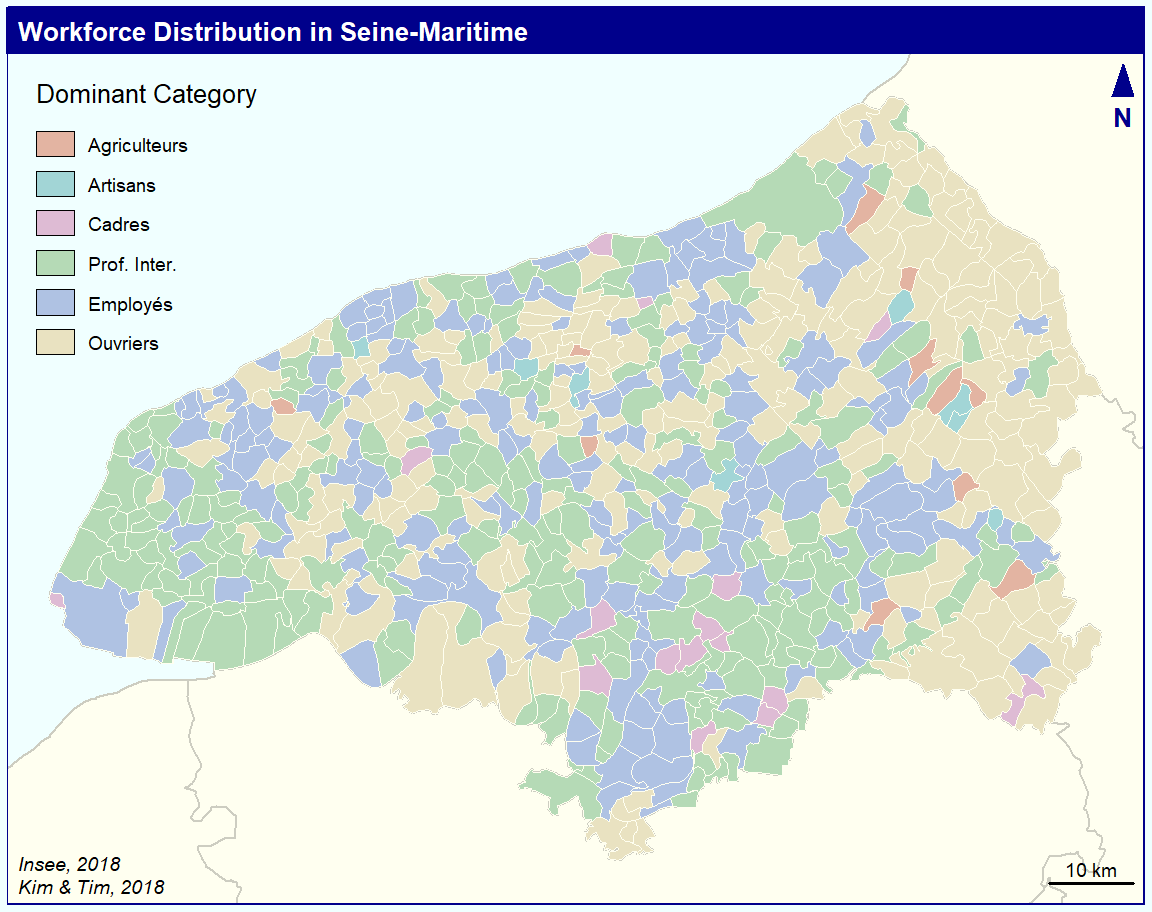 Workforce Distribution in Seine-Maritime
Dominant Category
N
Agriculteurs
Artisans
Cadres
Prof. Inter.
Employés
Ouvriers
Insee, 2018
Kim & Tim, 2018
10 km